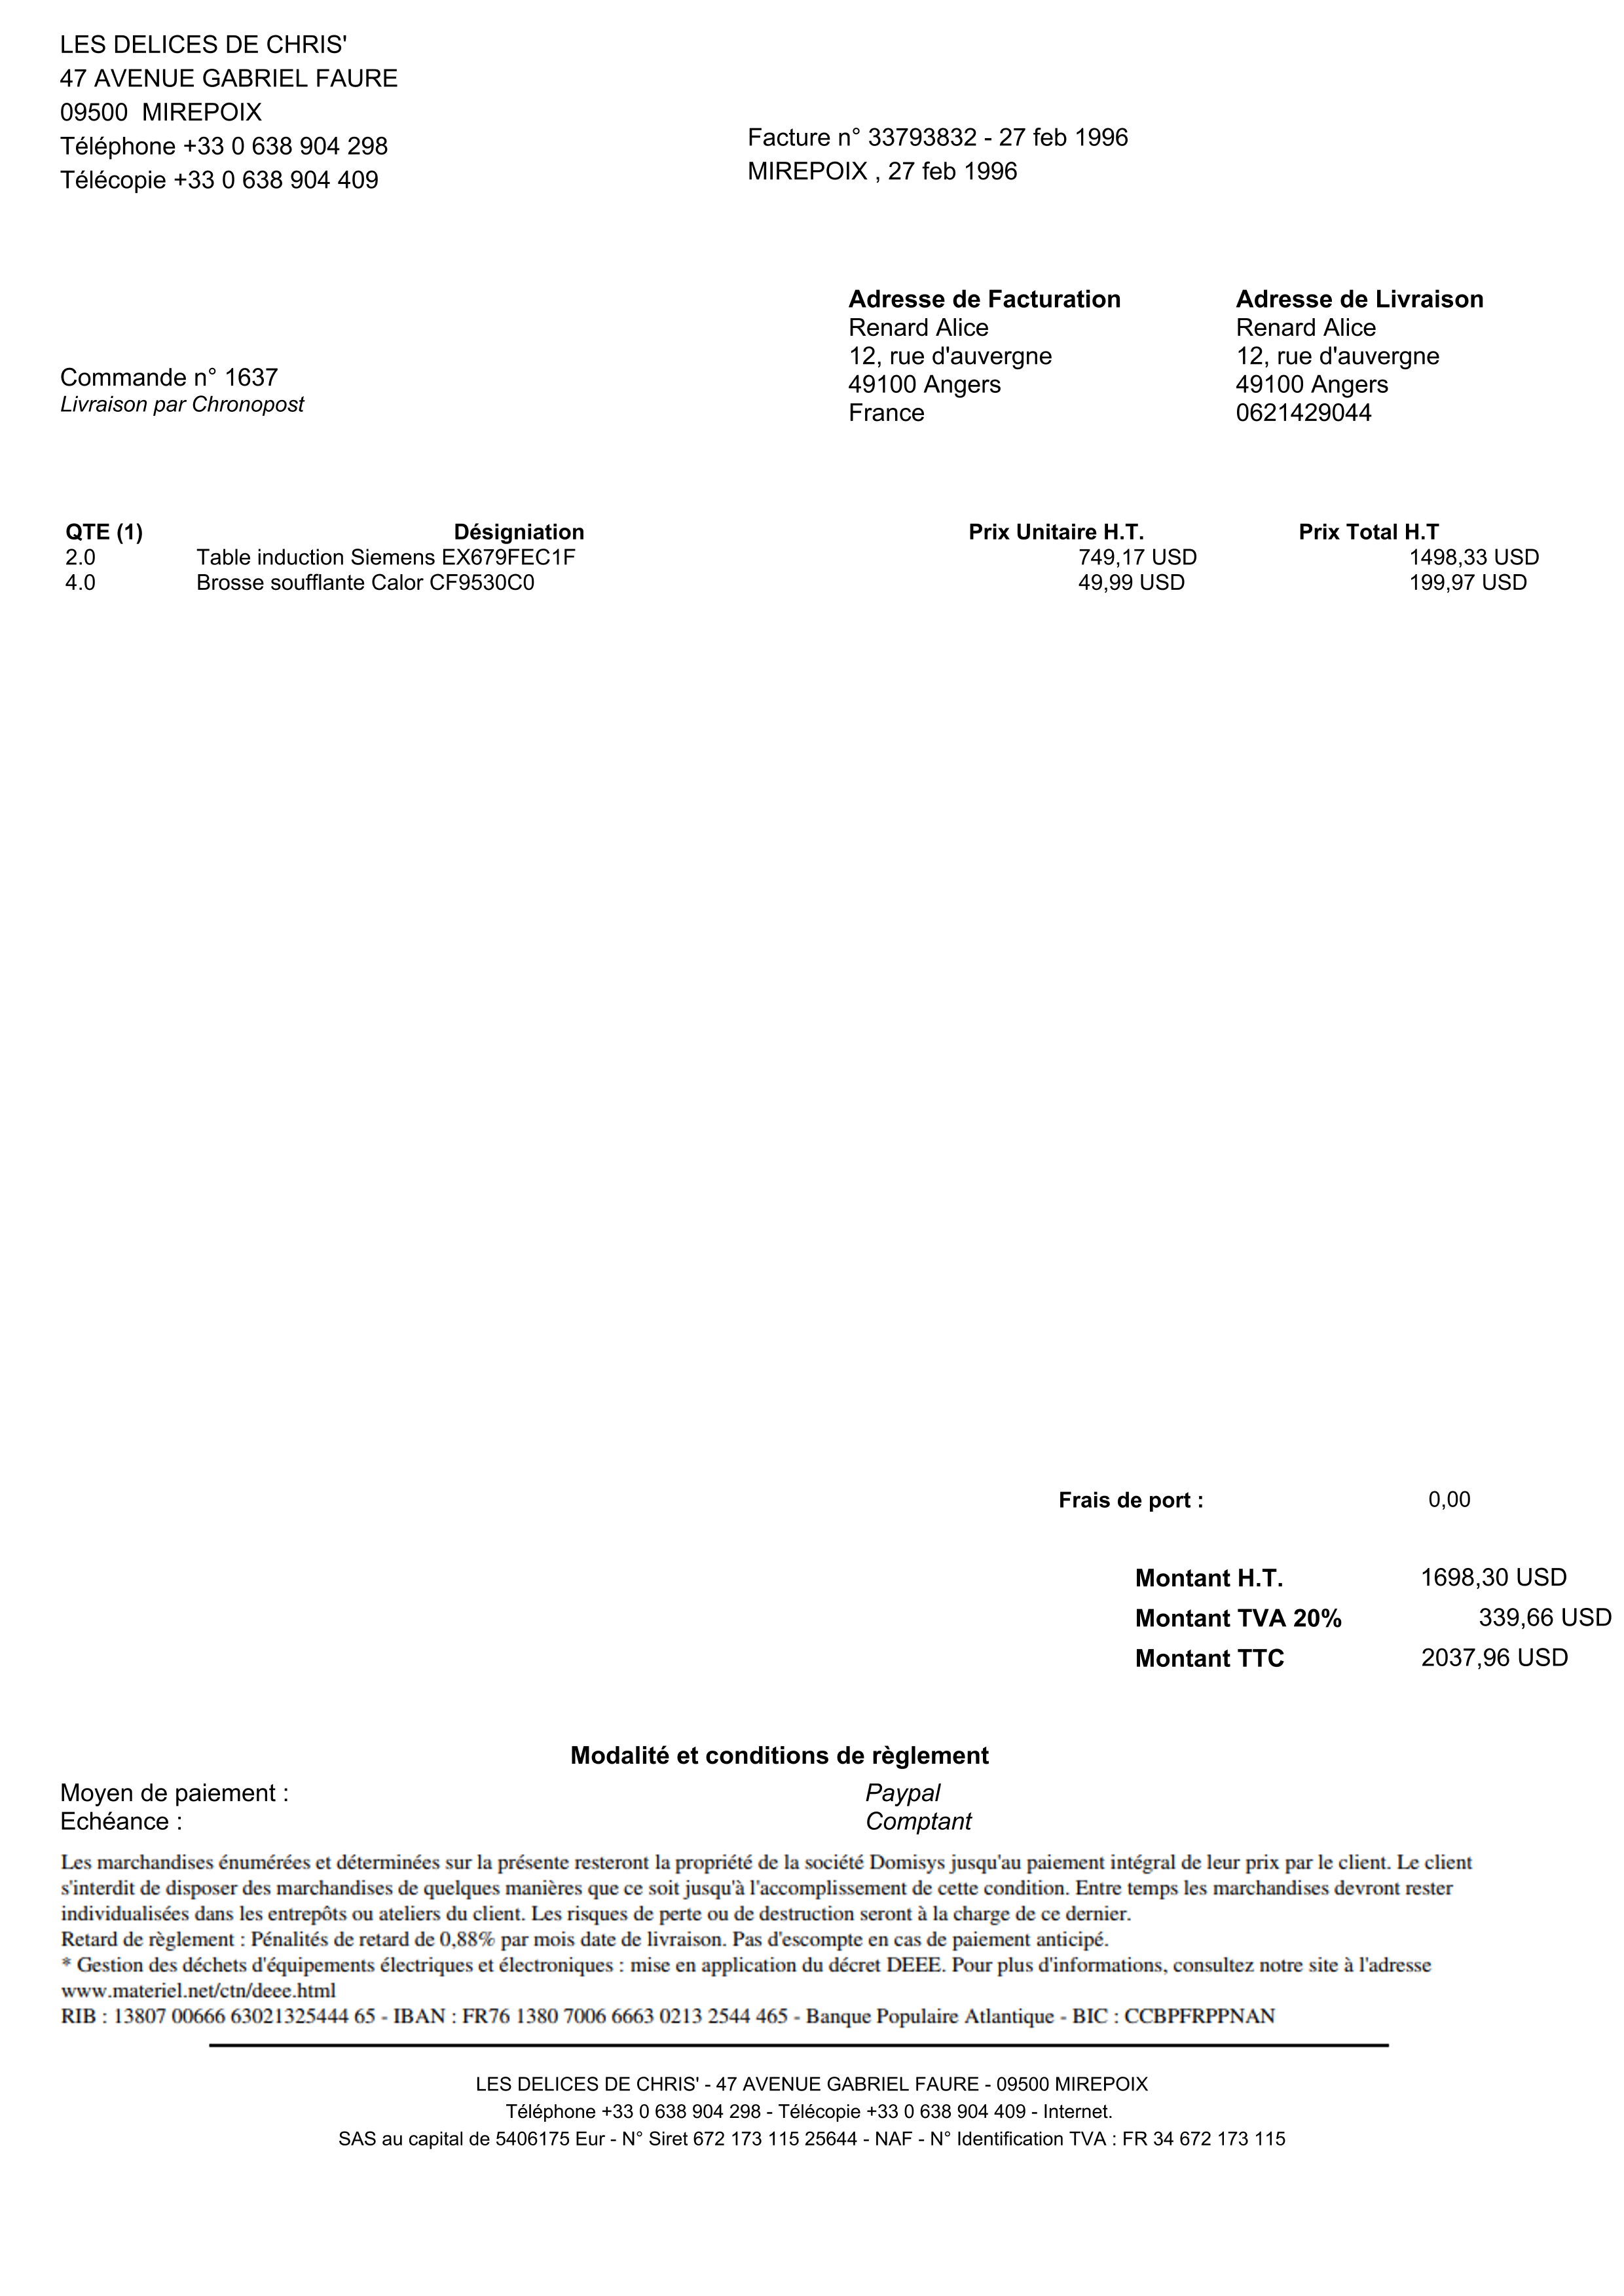 LES DELICES DE CHRIS'
47 AVENUE GABRIEL FAURE
09500  MIREPOIX
Téléphone +33 0 638 904 298
Télécopie +33 0 638 904 409
Facture n° 33793832 - 27 feb 1996
MIREPOIX , 27 feb 1996
Commande n° 1637
Livraison par Chronopost
Adresse de Facturation
Renard Alice
12, rue d'auvergne
49100 Angers
France
Adresse de Livraison
Renard Alice
12, rue d'auvergne
49100 Angers
0621429044
QTE (1) Désigniation Prix Unitaire H.T. Prix Total H.T
2.0 Table induction Siemens EX679FEC1F 749,17 USD 1498,33 USD
4.0 Brosse soufflante Calor CF9530C0 49,99 USD 199,97 USD
Frais de port : 0,00
Montant H.T. 1698,30 USD
Montant TVA 20% 339,66 USD
Montant TTC 2037,96 USD
Modalité et conditions de règlement
Moyen de paiement : Paypal
Echéance : Comptant
Les marchandises énumérées et déterminées sur la présente resteront la propriété de la société Domisys jusqu'au paiement intégral de leur prix par le client. Le client
s'interdit de disposer des marchandises de quelques manières que ce soit jusqu'à l'accomplissement de cette condition. Entre temps les marchandises devront rester
individualisées dans les entrepôts ou ateliers du client. Les risques de perte ou de destruction seront à la charge de ce dernier.
Retard de règlement : Pénalités de retard de 0,88% par mois date de livraison. Pas d'escompte en cas de paiement anticipé.
* Gestion des déchets d'équipements électriques et électroniques : mise en application du décret DEEE. Pour plus d'informations, consultez notre site à l'adresse
www.materiel.net/ctn/deee.html
RIB : 13807 00666 63021325444 65 - IBAN : FR76 1380 7006 6663 0213 2544 465 - Banque Populaire Atlantique - BIC : CCBPFRPPNAN
LES DELICES DE CHRIS' - 47 AVENUE GABRIEL FAURE - 09500 MIREPOIX
Téléphone +33 0 638 904 298 - Télécopie +33 0 638 904 409 - Internet.
SAS au capital de 5406175 Eur - N° Siret 672 173 115 25644 - NAF - N° Identification TVA : FR 34 672 173 115